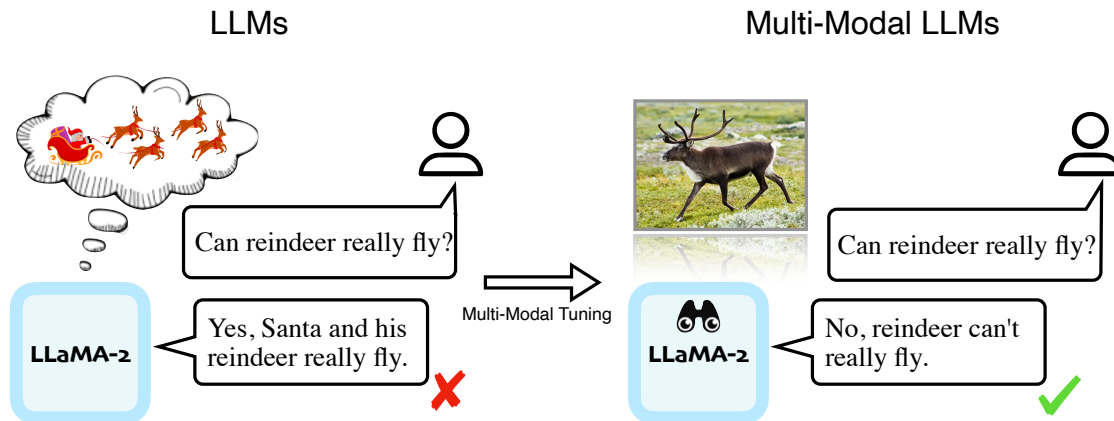 LLMs
Can reindeer really fly?
LLaMA-2
Yes, Santa and his
reindeer really fly.
Multi-Modal Tuning
Multi-Modal LLMs
Can reindeer really fly?
LLaMA-2
No, reindeer can't
really fly.